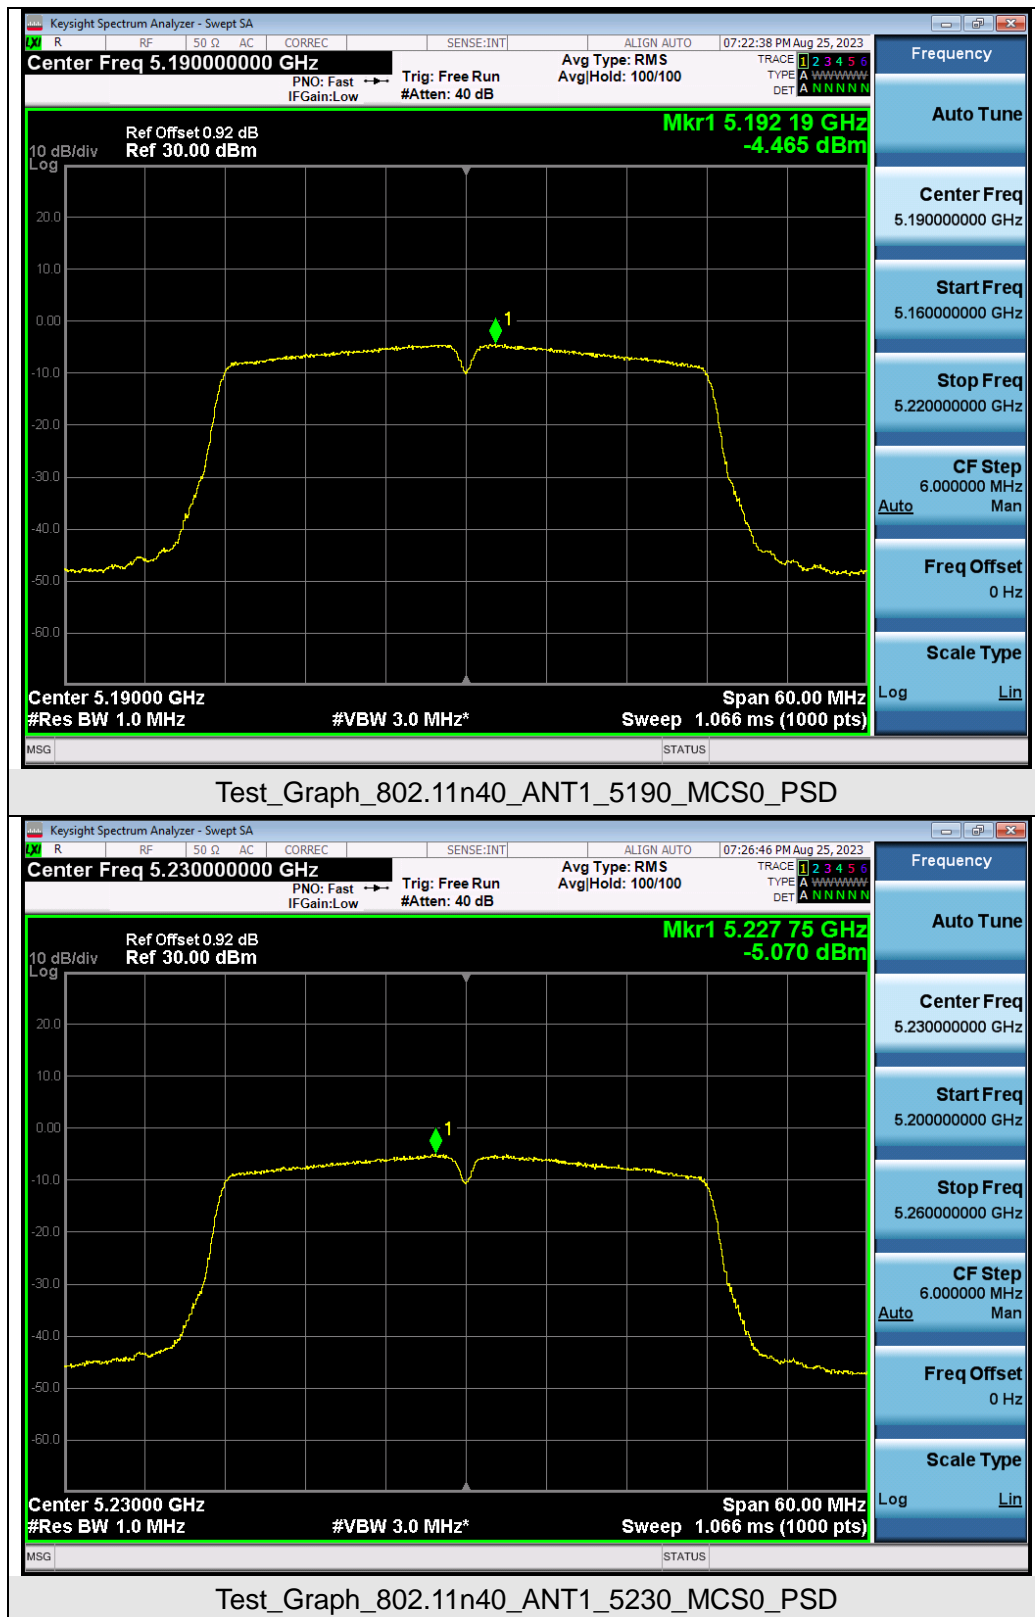 Keysight Spectrum Analyzer - Swept SA
LXI R RF 50 Ω AC CORREC SENSE:INT ALIGN AUTO 07:22:38 PM Aug 25, 2023
Center Freq 5.190000000 GHz
PNO: Fast
IFGain:Low
Trig: Free Run
#Atten: 40 dB
Avg Type: RMS
Avg|Hold: 100/100
TRACE 1 2 3 4 5 6
TYPE A WWWWW
DET A N N N N N
Ref Offset 0.92 dB
10 dB/div Ref 30.00 dBm
Log
Mkr1 5.192 19 GHz
-4.465 dBm
20.0
10.0
0.00
-10.0
-20.0
-30.0
-40.0
-50.0
-60.0
1
Center 5.19000 GHz
#Res BW 1.0 MHz
#VBW 3.0 MHz*
Span 60.00 MHz
Sweep 1.066 ms (1000 pts)
MSG STATUS
Frequency
Auto Tune
Center Freq
5.190000000 GHz
Start Freq
5.160000000 GHz
Stop Freq
5.220000000 GHz
CF Step
6.000000 MHz
Auto Man
Freq Offset
0 Hz
Scale Type
Log Lin
Test_Graph_802.11n40_ANT1_5190_MCS0_PSD
Keysight Spectrum Analyzer - Swept SA
LXI R RF 50 Ω AC CORREC SENSE:INT ALIGN AUTO 07:26:46 PM Aug 25, 2023
Center Freq 5.230000000 GHz
PNO: Fast
IFGain:Low
Trig: Free Run
#Atten: 40 dB
Avg Type: RMS
Avg|Hold: 100/100
TRACE 1 2 3 4 5 6
TYPE A WWWWW
DET A N N N N N
Ref Offset 0.92 dB
10 dB/div Ref 30.00 dBm
Log
Mkr1 5.227 75 GHz
-5.070 dBm
20.0
10.0
0.00
-10.0
-20.0
-30.0
-40.0
-50.0
-60.0
1
Center 5.23000 GHz
#Res BW 1.0 MHz
#VBW 3.0 MHz*
Span 60.00 MHz
Sweep 1.066 ms (1000 pts)
MSG STATUS
Frequency
Auto Tune
Center Freq
5.230000000 GHz
Start Freq
5.200000000 GHz
Stop Freq
5.260000000 GHz
CF Step
6.000000 MHz
Auto Man
Freq Offset
0 Hz
Scale Type
Log Lin
Test_Graph_802.11n40_ANT1_5230_MCS0_PSD